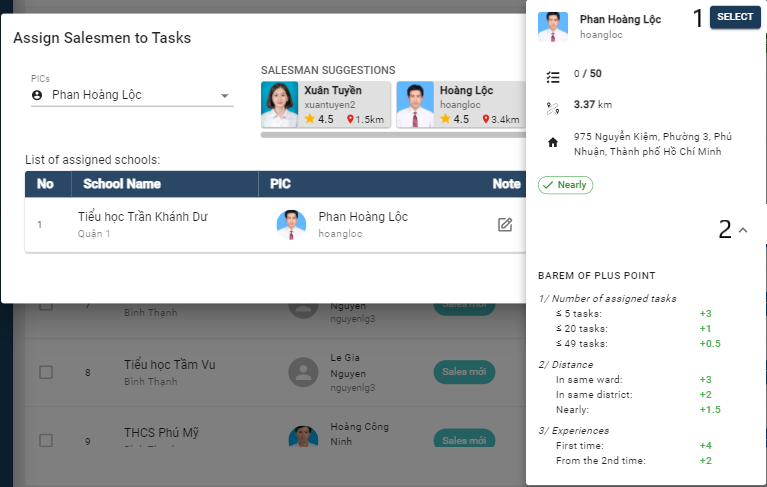 Assign Salesmen to Tasks
PICs
Phan Hoàng Lộc
SALESMAN SUGGESTIONS
Xuân Tuyền
xuantuyen2
4.5 1.5km
Hoàng Lộc
hoangloc
4.5 3.4km
List of assigned schools:
No School Name PIC Note
1 Tiểu học Trần Khánh Dư Phan Hoàng Lộc
Quận 1 hoangloc
7 Nguyen Sales mới
Bình Thạnh nguyenlg3
8 Tiểu học Tầm Vu Le Gia Nguyen Sales mới
Bình Thạnh nguyenlg3
9 THCS Phú Mỹ Hoàng Công Ninh Sales mới
Phan Hoàng Lộc 1 SELECT
hoangloc
0 / 50
3.37 km
975 Nguyễn Kiệm, Phường 3, Phú
Nhuận, Thành phố Hồ Chí Minh
Nearly
2
BAREM OF PLUS POINT
1/ Number of assigned tasks
≤ 5 tasks: +3
≤ 20 tasks: +1
≤ 49 tasks: +0.5
2/ Distance
In same ward: +3
In same district: +2
Nearly: +1.5
3/ Experiences
First time: +4
From the 2nd time: +2